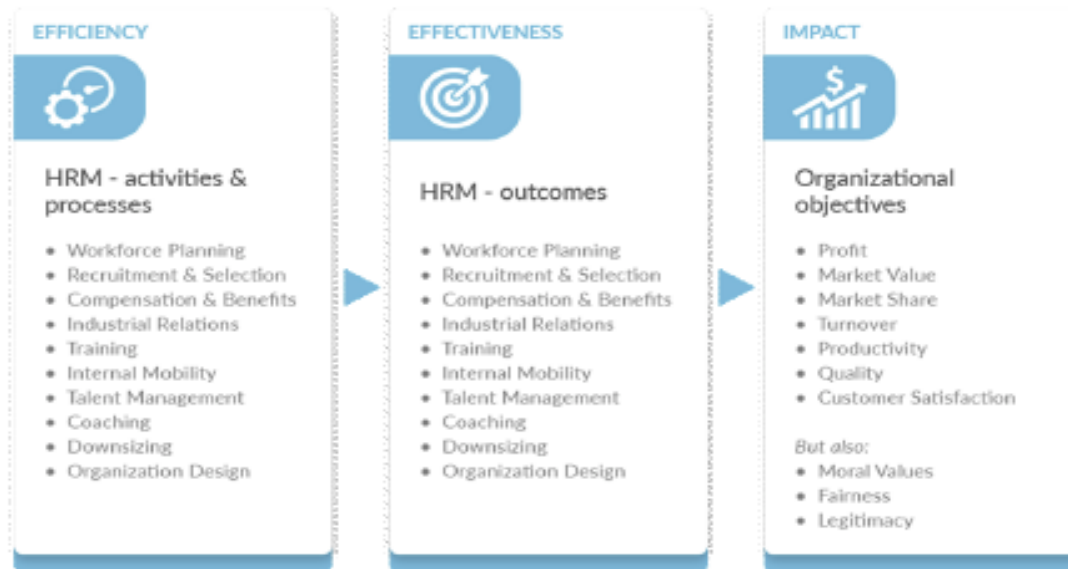 EFFICIENCY
HRM - activities &
processes
• Workforce Planning
• Recruitment & Selection
• Compensation & Benefits
• Industrial Relations
• Training
• Internal Mobility
• Talent Management
• Coaching
• Downsizing
• Organization Design
EFFECTIVENESS
HRM - outcomes
• Workforce Planning
• Recruitment & Selection
• Compensation & Benefits
• Industrial Relations
• Training
• Internal Mobility
• Talent Management
• Coaching
• Downsizing
• Organization Design
IMPACT
$
Organizational
objectives
• Profit
• Market Value
• Market Share
• Turnover
• Productivity
• Quality
• Customer Satisfaction
But also:
• Moral Values
• Fairness
• Legitimacy